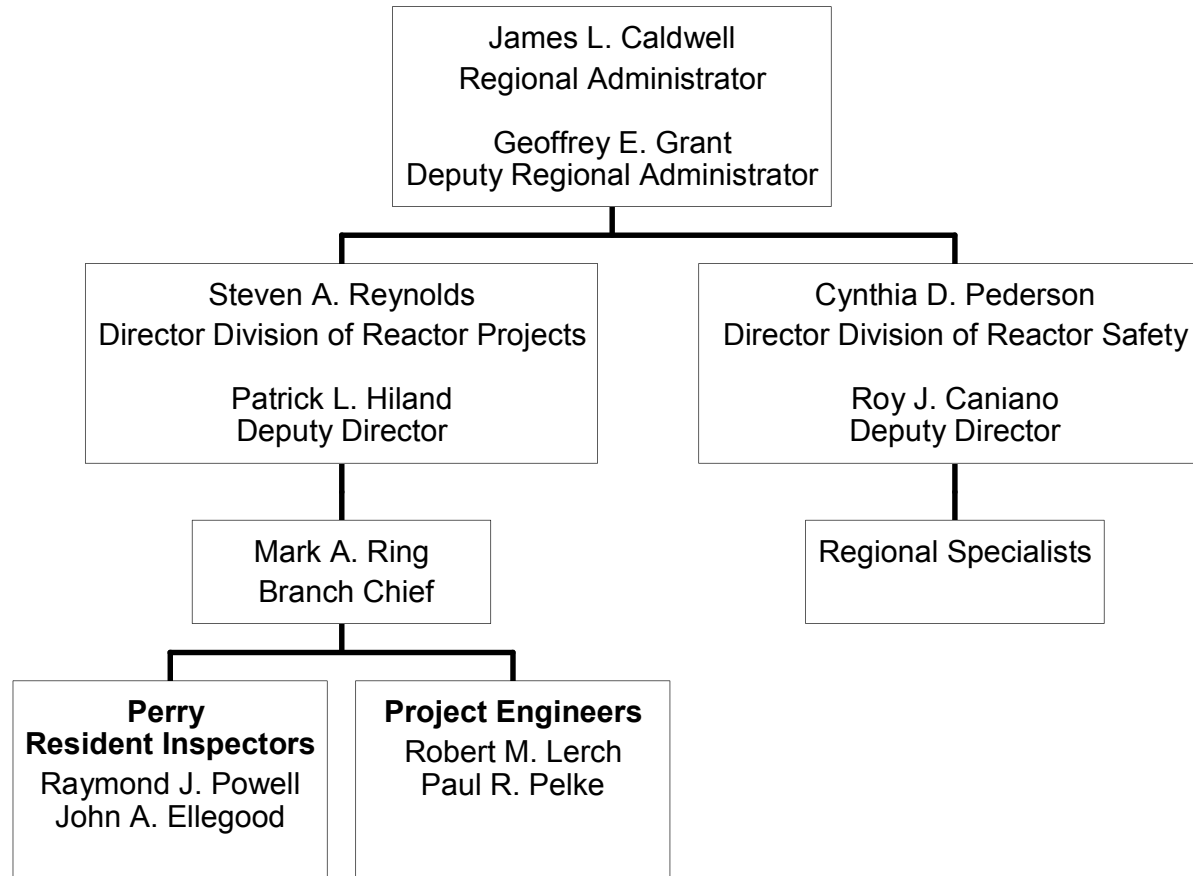 James L. Caldwell
Regional Administrator
Geoffrey E. Grant
Deputy Regional Administrator
Steven A. Reynolds
Director Division of Reactor Projects
Patrick L. Hiland
Deputy Director
Cynthia D. Pederson
Director Division of Reactor Safety
Roy J. Caniano
Deputy Director
Mark A. Ring
Branch Chief
Regional Specialists
Perry
Resident Inspectors
Raymond J. Powell
John A. Ellegood
Project Engineers
Robert M. Lerch
Paul R. Pelke